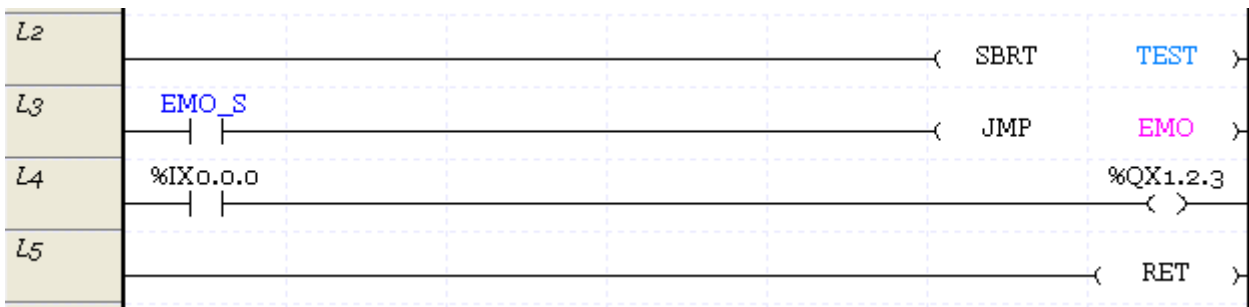 L2
SBRT TEST
L3
EMO_S
JMP EMO
L4
%IX0.0.0 %QX1.2.3
L5
RET